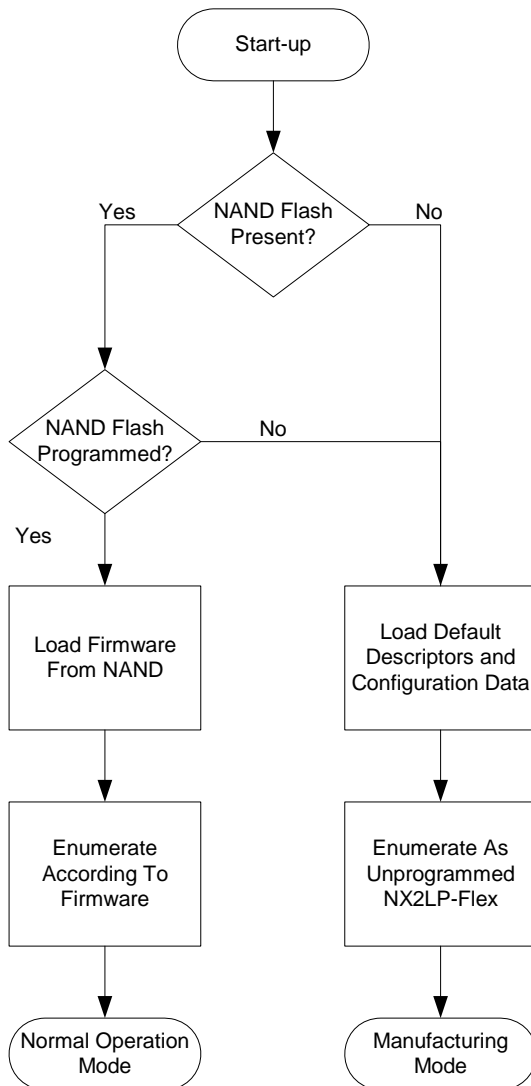 Start-up
NAND Flash
Present?
Yes
No
NAND Flash
Programmed?
No
Yes
Load Firmware
From NAND
Load Default
Descriptors and
Configuration Data
Enumerate
According To
Firmware
Enumerate As
Unprogrammed
NX2LP-Flex
Normal Operation
Mode
Manufacturing
Mode